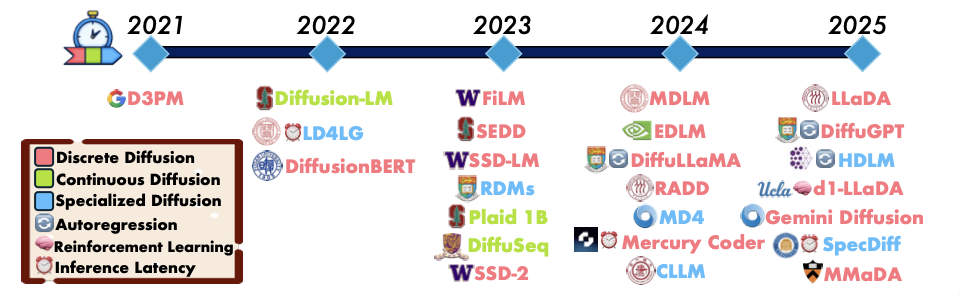 2021 2022 2023 2024 2025
D3PM
Diffusion-LM
LD4LG
DiffusionBERT
FiLM
SEDD
SSD-LM
RDMs
Plaid 1B
DiffuSeq
SSD-2
MDLM
EDLM
DiffuLLaMA
RADD
MD4
Mercury Coder
CLLM
LLaDA
DiffuGPT
HDLM
Ucla d1-LLaDA
Gemini Diffusion
SpecDiff
MMaDA
Discrete Diffusion
Continuous Diffusion
Specialized Diffusion
Autoregression
Reinforcement Learning
Inference Latency